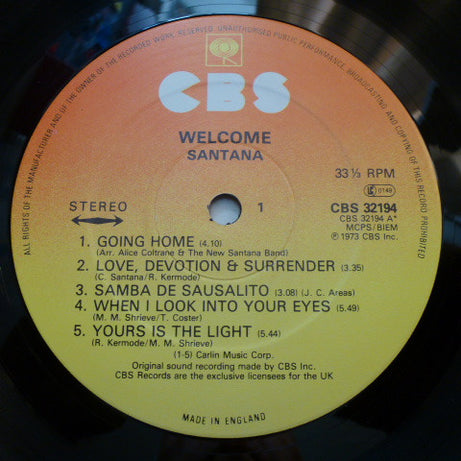 ALL RIGHTS OF THE MANUFACTURER AND OF THE OWNER OF THE RECORDED WORK, RESERVED. UNAUTHORISED PUBLIC PERFORMANCE, BROADCASTING AND COPYING OF THIS RECORD PROHIBITED
CBS
WELCOME
SANTANA
33⅓ RPM
STEREO
1
CBS 32194
CBS 32194 A*
MCPS/BIEM
℗ 1973 CBS Inc.
1. GOING HOME (4.10)
(Arr. Alice Coltrane & The New Santana Band)
2. LOVE, DEVOTION & SURRENDER (3.35)
(C. Santana/R. Kermode)
3. SAMBA DE SAUSALITO (3.08) (J. C. Areas)
4. WHEN I LOOK INTO YOUR EYES (5.49)
(M. M. Shrieve/T. Coster)
5. YOURS IS THE LIGHT (5.44)
(R. Kermode/M. M. Shrieve)
(1-5) Carlin Music Corp.
Original sound recording made by CBS Inc.
CBS Records are the exclusive licensees for the UK
MADE IN ENGLAND